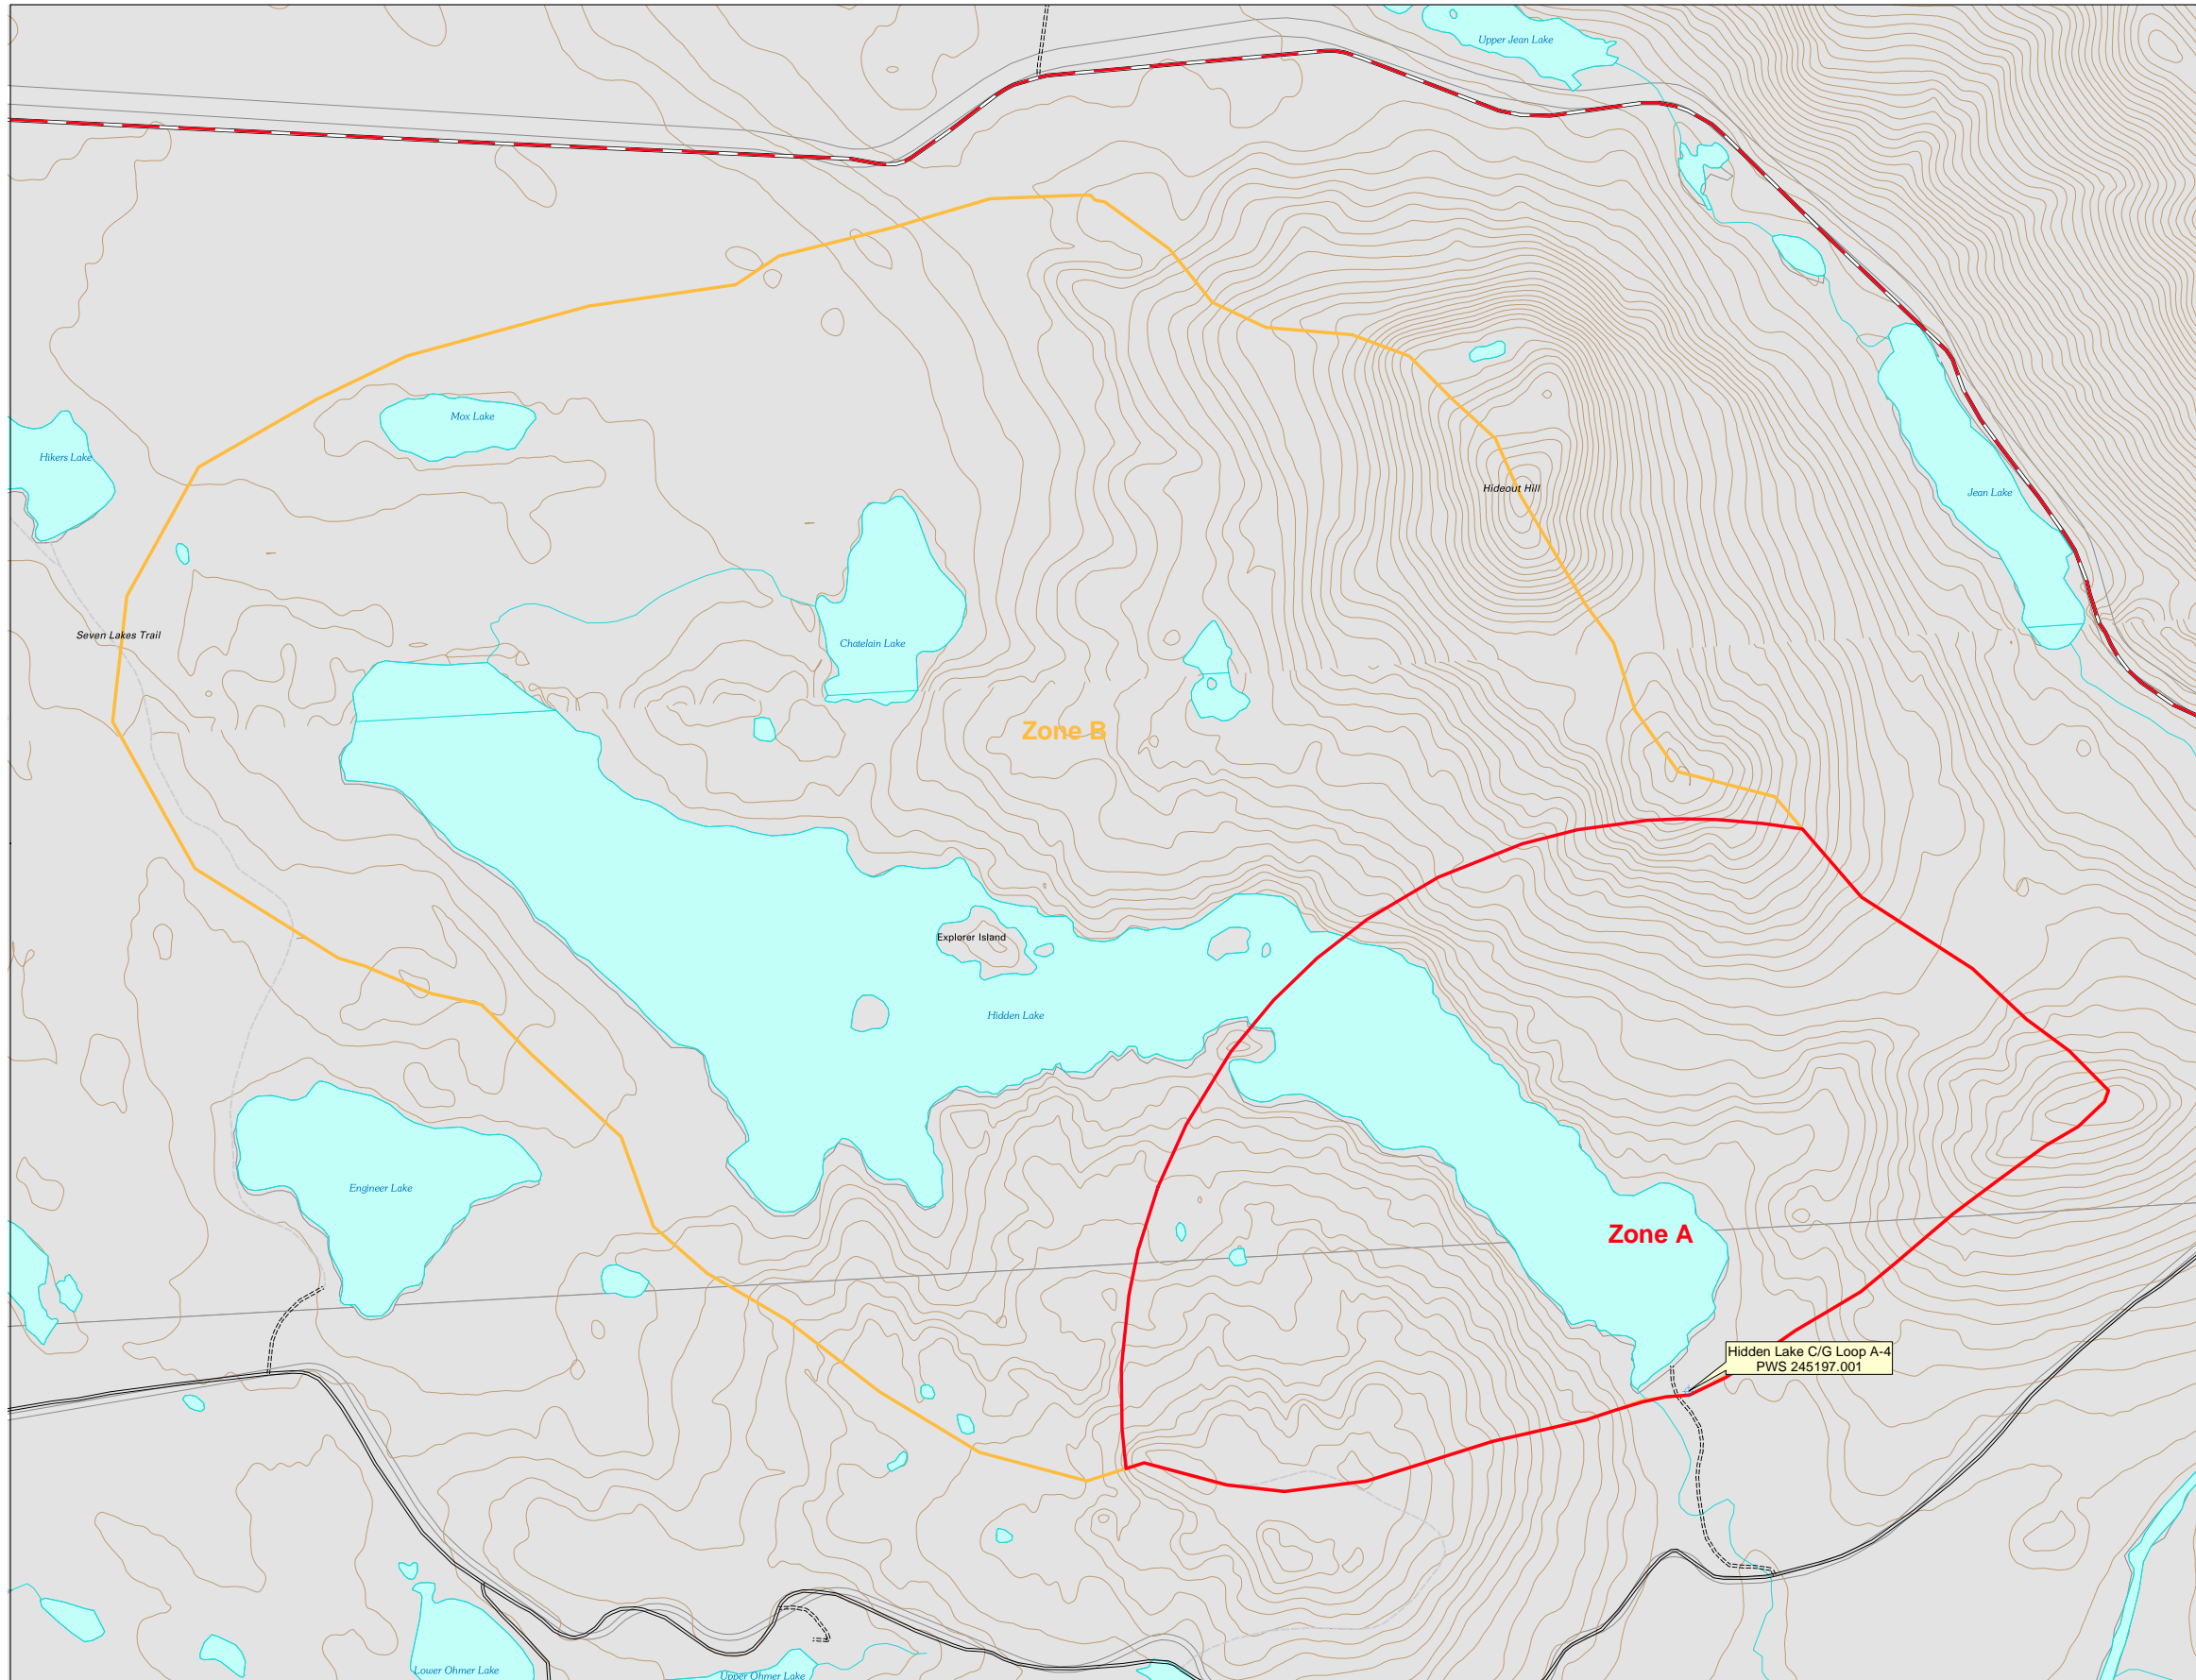 Upper Jean Lake
Mox Lake
Hikers Lake
Hideout Hill
Jean Lake
Seven Lakes Trail
Chatelain Lake
Zone B
Explorer Island
Hidden Lake
Engineer Lake
Zone A
Hidden Lake C/G Loop A-4
PWS 245197.001
Lower Ohmer Lake
Upper Ohmer Lake